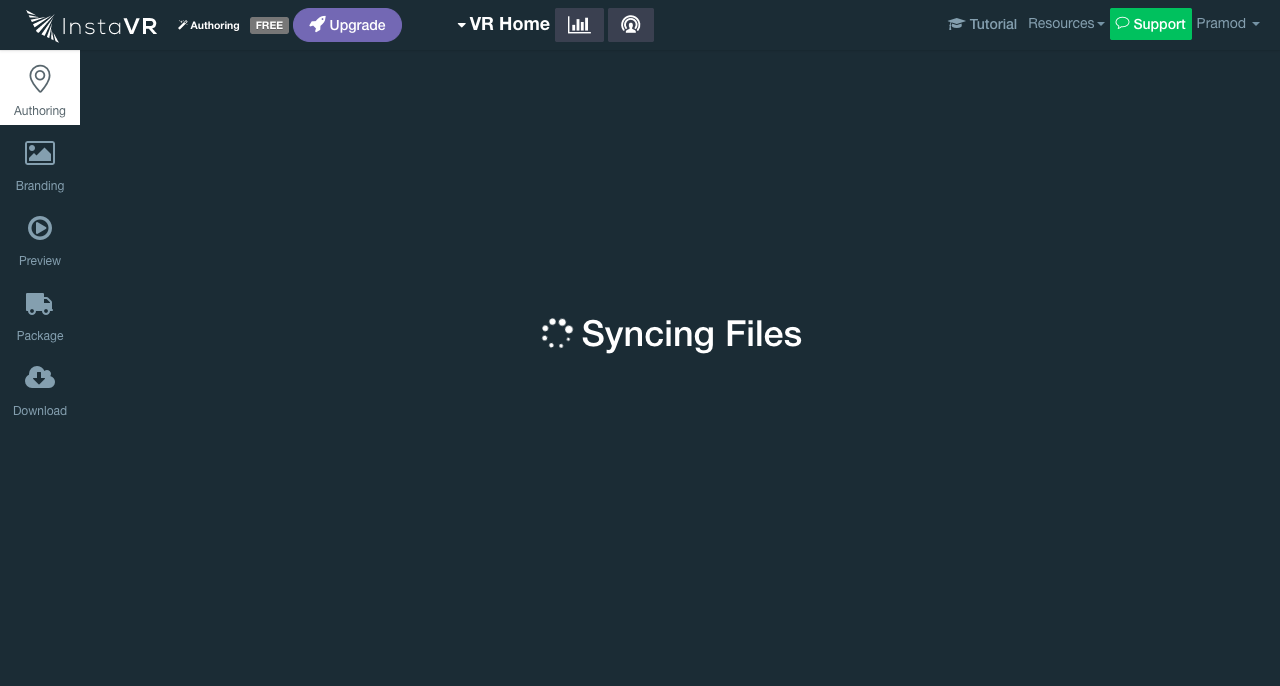 InstaVR Authoring FREE Upgrade VR Home Tutorial Resources Support Pramod
Authoring
Branding
Preview
Syncing Files
Package
Download